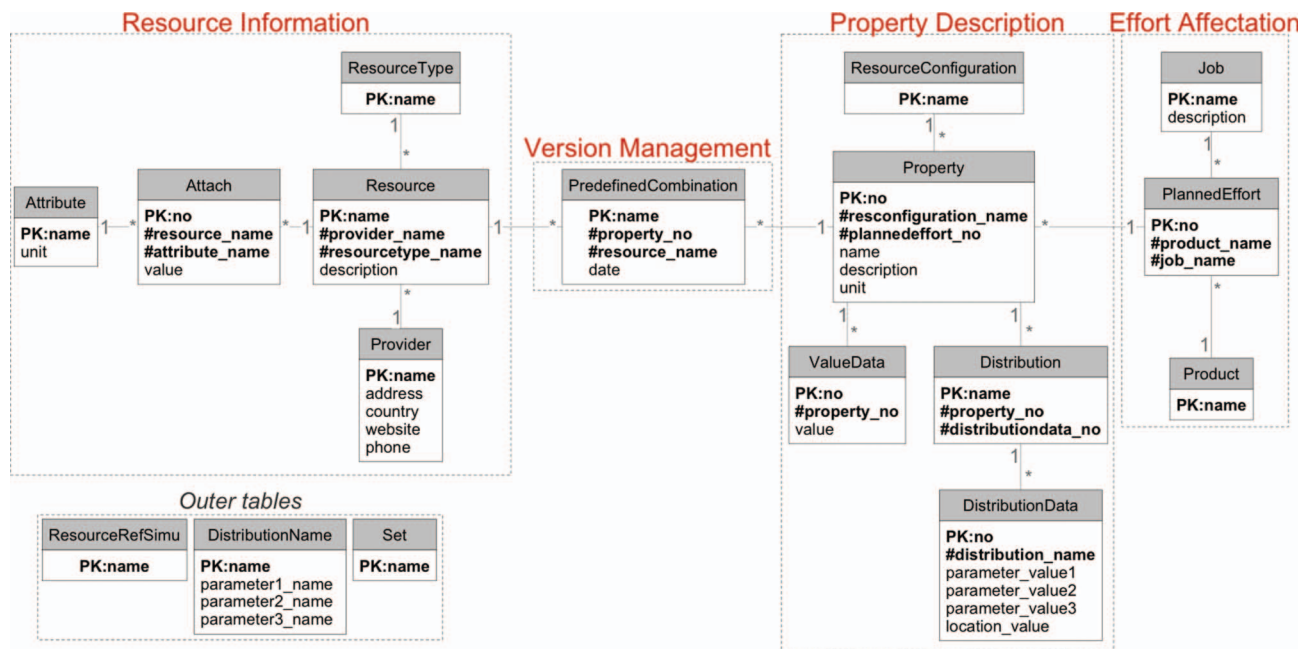 Resource Information
ResourceType
PK:name
1
*
Attribute
PK:name
unit
1
*
Attach
PK:no
#resource_name
#attribute_name
value
*
1
Resource
PK:name
#provider_name
#resourcetype_name
description
*
1
Provider
PK:name
address
country
website
phone
Version Management
1
*
PredefinedCombination
PK:name
#property_no
#resource_name
date
*
1
Property Description
ResourceConfiguration
PK:name
1
*
Property
PK:no
#resconfiguration_name
#plannedeffort_no
name
description
unit
1
*
1
*
ValueData
PK:no
#property_no
value
Distribution
PK:name
#property_no
#distributiondata_no
1
*
DistributionData
PK:no
#distribution_name
parameter_value1
parameter_value2
parameter_value3
location_value
*
1
Effort Affectation
Job
PK:name
description
1
*
PlannedEffort
PK:no
#product_name
#job_name
*
1
Product
PK:name
Outer tables
ResourceRefSimu
PK:name
DistributionName
PK:name
parameter1_name
parameter2_name
parameter3_name
Set
PK:name